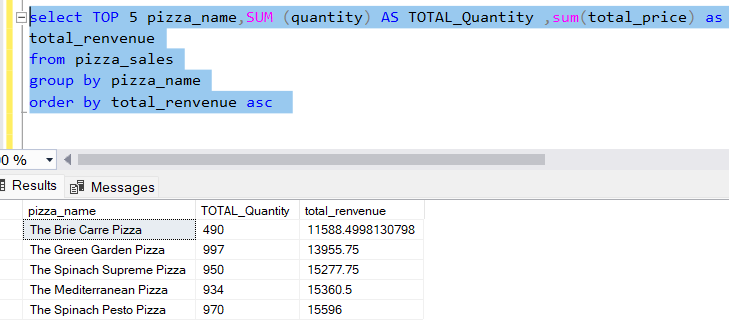 select TOP 5 pizza_name,SUM (quantity) AS TOTAL_Quantity ,sum(total_price) as
total_renvenue
from pizza_sales
group by pizza_name
order by total_renvenue asc
0 %
Results Messages
pizza_name TOTAL_Quantity total_renvenue
The Brie Carre Pizza 490 11588.4998130798
The Green Garden Pizza 997 13955.75
The Spinach Supreme Pizza 950 15277.75
The Mediterranean Pizza 934 15360.5
The Spinach Pesto Pizza 970 15596